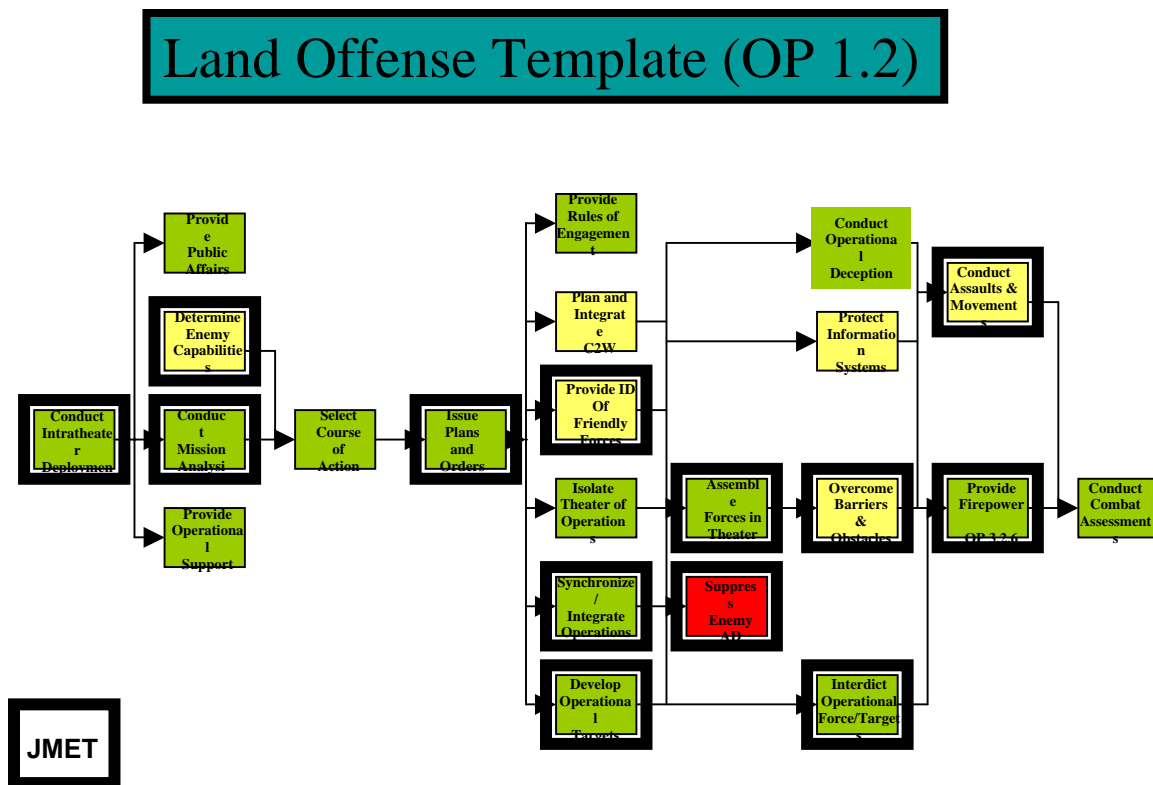 Land Offense Template (OP 1.2)
Provid
e
Public
Affairs
Determine
Enemy
Capabilitie
s
Conduct
Intratheate
r
Deploymen
Conduc
t
Mission
Analysi
Provide
Operationa
l
Support
Select
Course
of
Action
Issue
Plans
and
Orders
Provide
Rules of
Engagemen
t
Plan and
Integrat
e
C2W
Provide ID
Of
Friendly
Forces
Isolate
Theater of
Operation
s
Synchronize
/
Integrate
Operations
Develop
Operationa
l
Targets
Assembl
e
Forces in
Theater
Suppres
s
Enemy
AD
Conduct
Operationa
l
Deception
Protect
Informatio
n
Systems
Overcome
Barriers
&
Obstacles
Interdict
Operational
Force/Target
s
Conduct
Assaults &
Movement
s
Provide
Firepower
OP 3.2.6
Conduct
Combat
Assessment
s
JMET